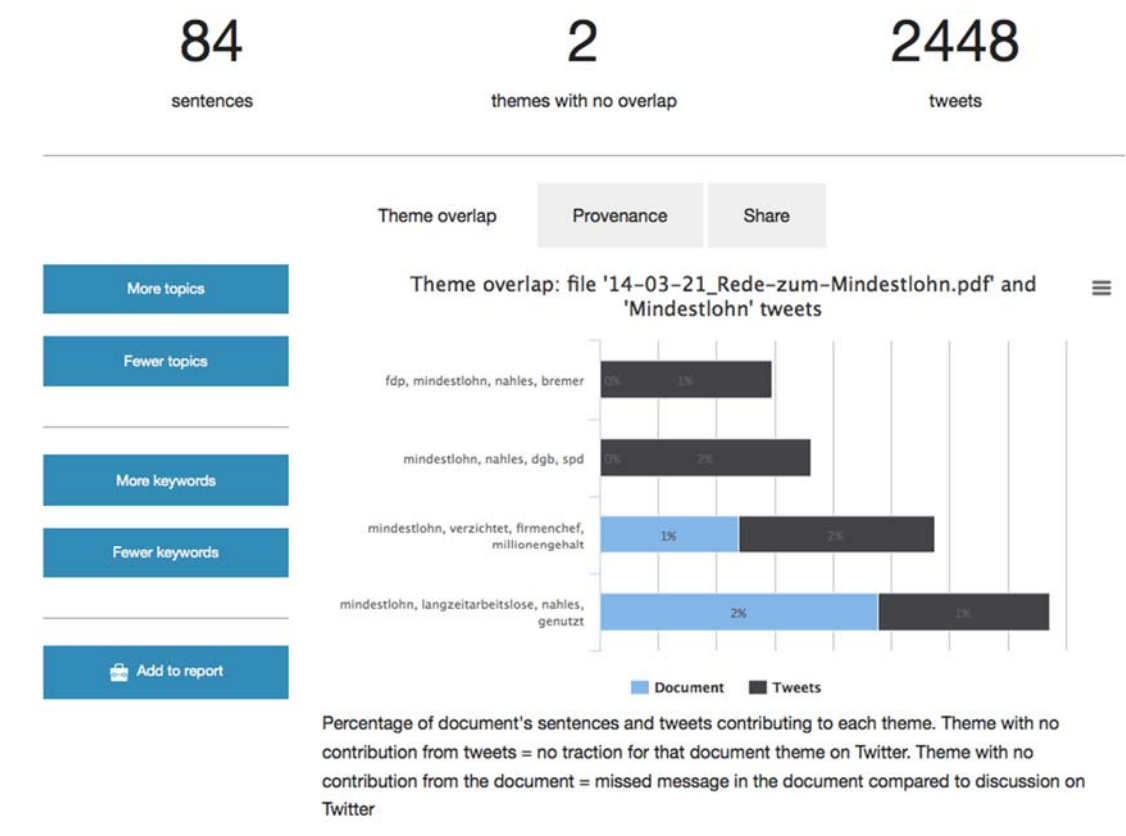 84
2
2448
sentences
themes with no overlap
tweets
Theme overlap
Provenance
Share
More topics
Fewer topics
More keywords
Fewer keywords
Add to report
Theme overlap: file '14-03-21_Rede-zum-Mindestlohn.pdf' and
'Mindestlohn' tweets
fdp, mindestlohn, nahles, bremer
0%
1%
mindestlohn, nahles, dgb, spd
0%
2%
mindestlohn, verzichtet, firmenchef,
millionengehalt
1%
2%
mindestlohn, langzeitarbeitslose, nahles,
genutzt
2%
1%
Document
Tweets
Percentage of document's sentences and tweets contributing to each theme. Theme with no
contribution from tweets = no traction for that document theme on Twitter. Theme with no
contribution from the document = missed message in the document compared to discussion on
Twitter